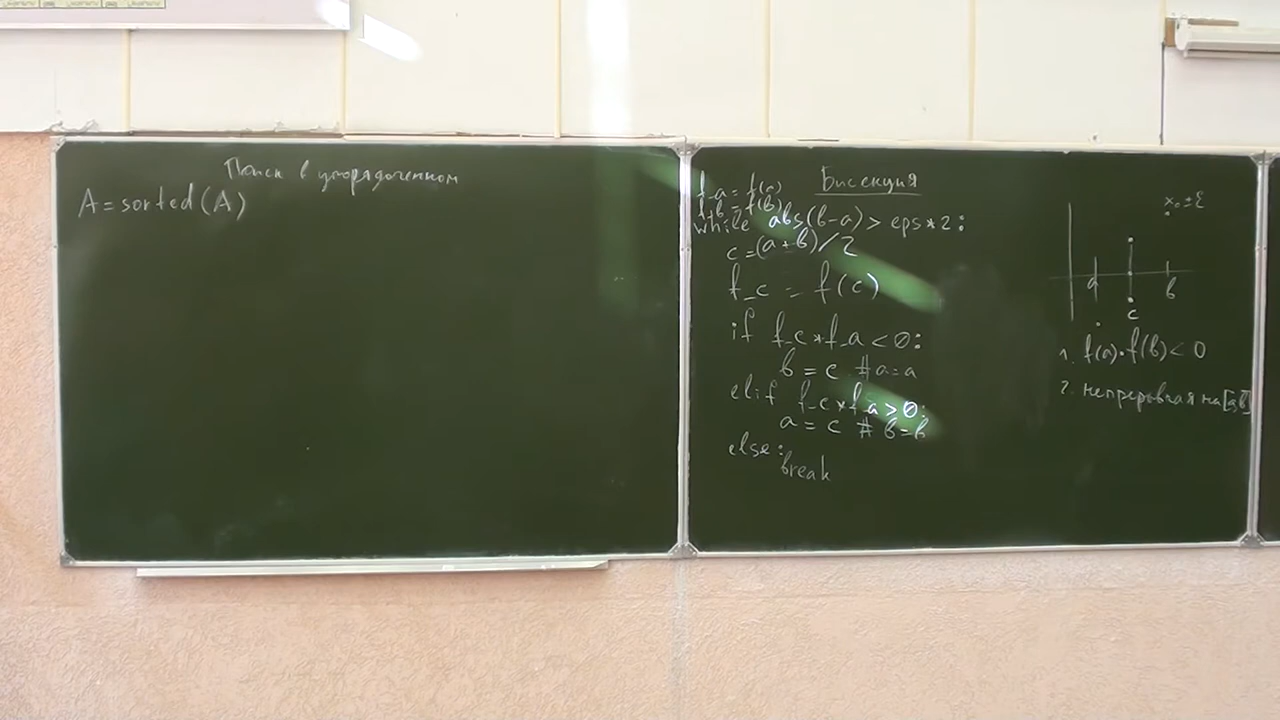 Поиск в упорядоченном
A = sorted(A)
Бисекция
f_a = f(a)
f_b = f(b)
while abs(b-a) > eps*2:
c = (a+b)/2
f_c = f(c)
if f_c*f_a < 0:
b = c #a=a
elif f_c*f_a > 0:
a = c # b=b
else:
break
x₀±ε
a
b
c
1. f(a)·f(b) < 0
2. непрерывная на [a,b]